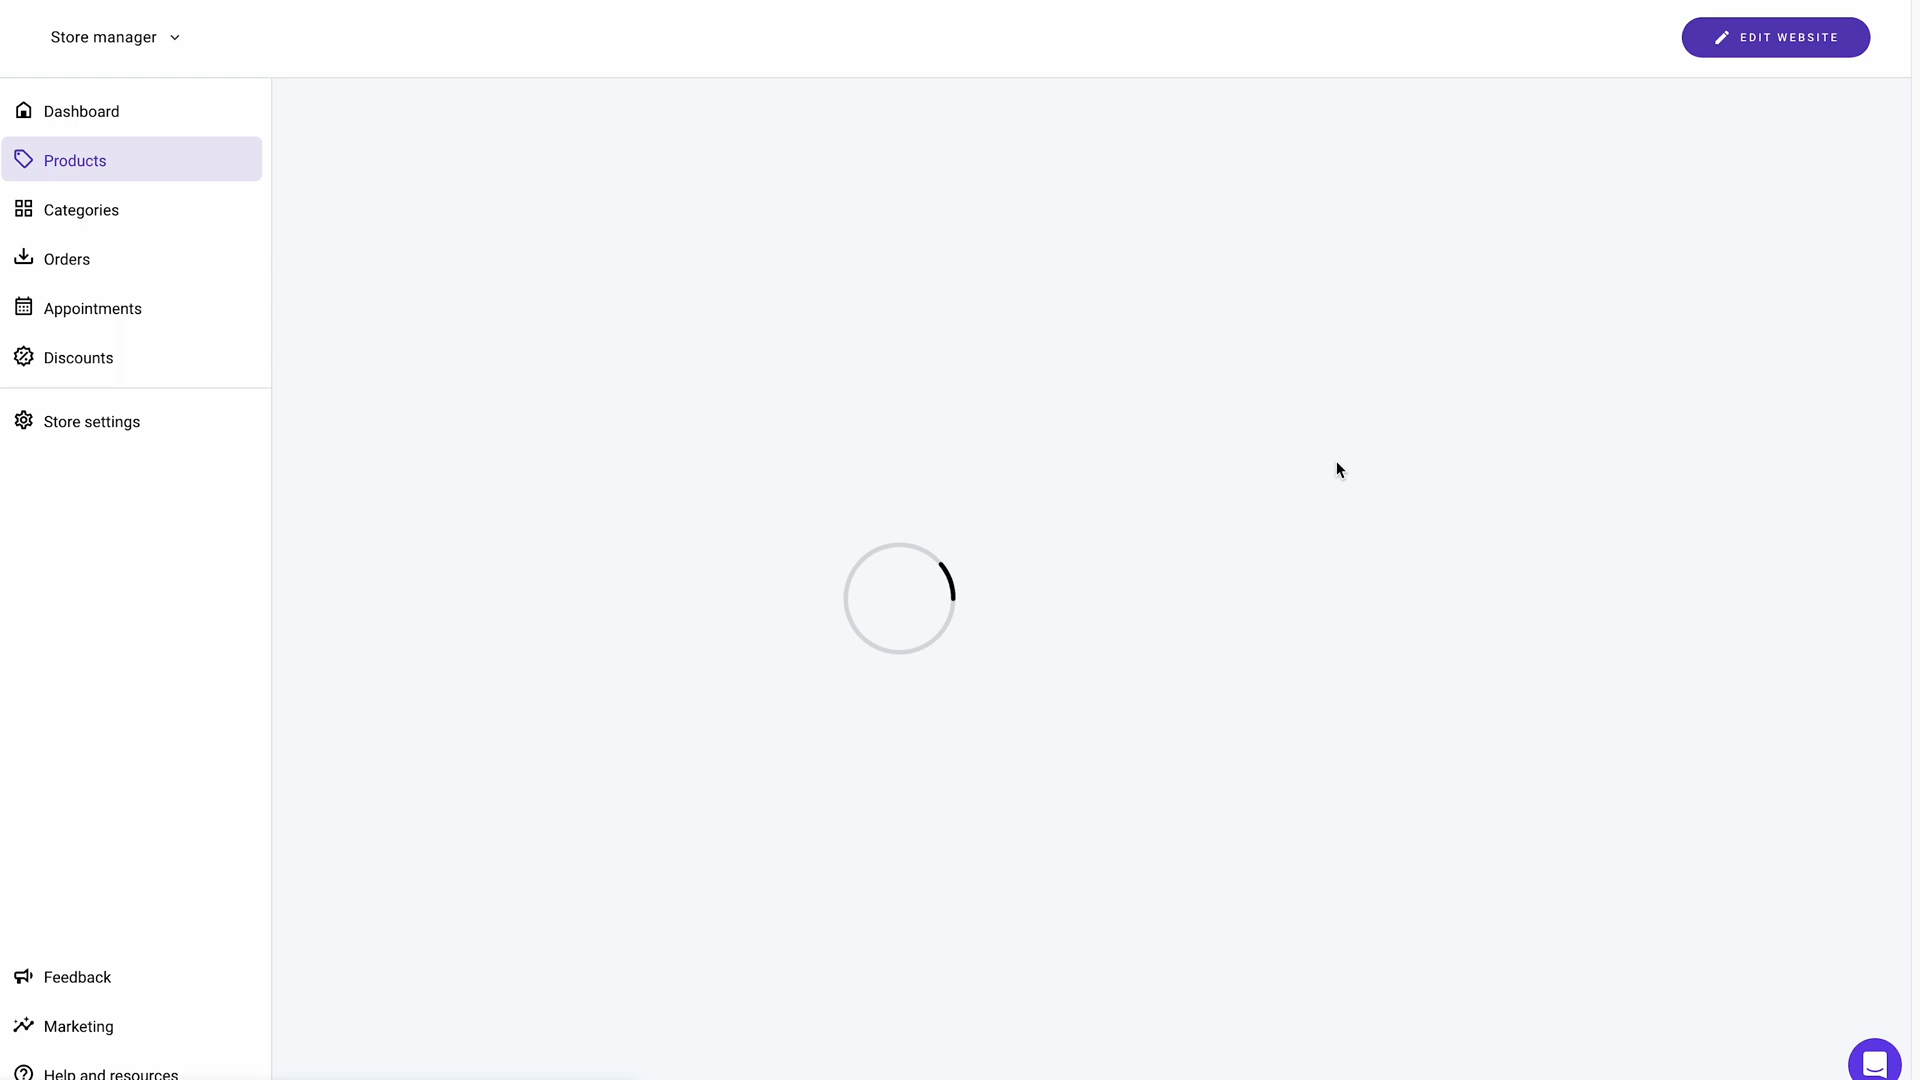 Store manager
EDIT WEBSITE
Dashboard
Products
Categories
Orders
Appointments
Discounts
Store settings
Feedback
Marketing
Help and resources